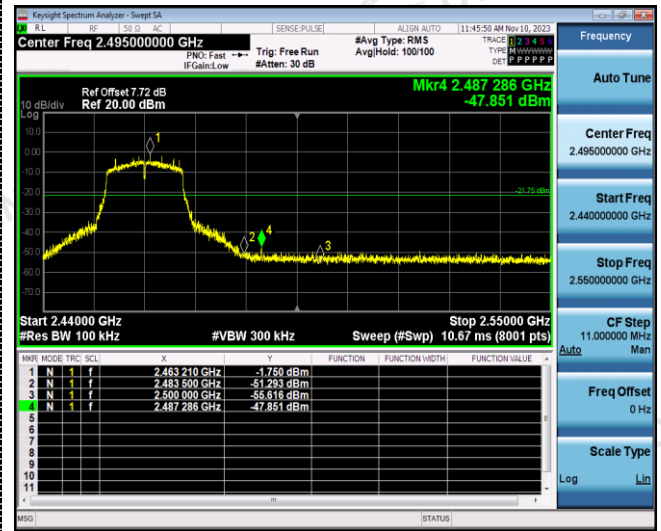 Keysight Spectrum Analyzer - Swept SA
RL RF 50 Ω AC SENSE:PULSE ALIGN AUTO 11:45:50 AM Nov 10, 2023
Center Freq 2.495000000 GHz
PNO: Fast
IFGain:Low
Trig: Free Run
#Atten: 30 dB
#Avg Type: RMS
Avg|Hold: 100/100
TRACE 1 2 3 4 5 6
TYPE M WWWWW
DET P P P P P P
Frequency
Auto Tune
Center Freq
2.495000000 GHz
Start Freq
2.440000000 GHz
Stop Freq
2.550000000 GHz
CF Step
11.000000 MHz
Auto Man
Freq Offset
0 Hz
Scale Type
Log Lin
Mkr4 2.487 286 GHz
-47.851 dBm
Ref Offset 7.72 dB
10 dB/div Ref 20.00 dBm
Log
10.0
0.00
-10.0
-20.0
-30.0
-40.0
-50.0
-60.0
-70.0
1
2
4
3
-21.75 dBm
Start 2.44000 GHz Stop 2.55000 GHz
#Res BW 100 kHz #VBW 300 kHz Sweep (#Swp) 10.67 ms (8001 pts)
MKR MODE TRC SCL X Y FUNCTION FUNCTION WIDTH FUNCTION VALUE
1 N 1 f 2.463 210 GHz -1.750 dBm
2 N 1 f 2.483 500 GHz -51.293 dBm
3 N 1 f 2.500 000 GHz -55.616 dBm
4 N 1 f 2.487 286 GHz -47.851 dBm
5
6
7
8
9
10
11
MSG STATUS